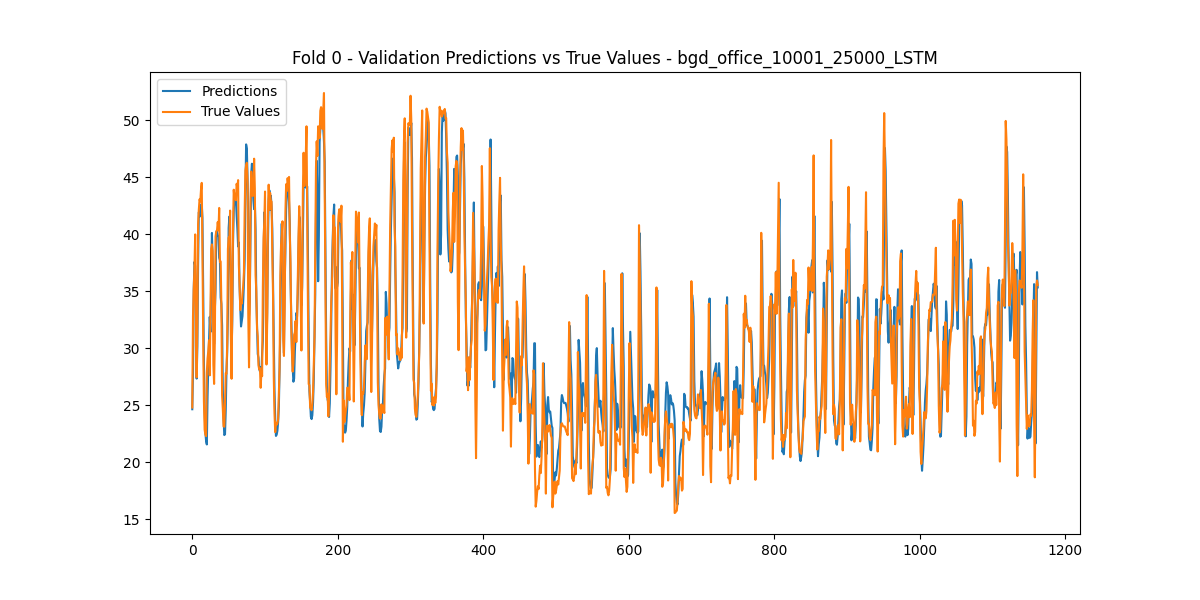 Fold 0 - Validation Predictions vs True Values - bgd_office_10001_25000_LSTM
Predictions
True Values
50
45
40
35
30
25
20
15
0 200 400 600 800 1000 1200